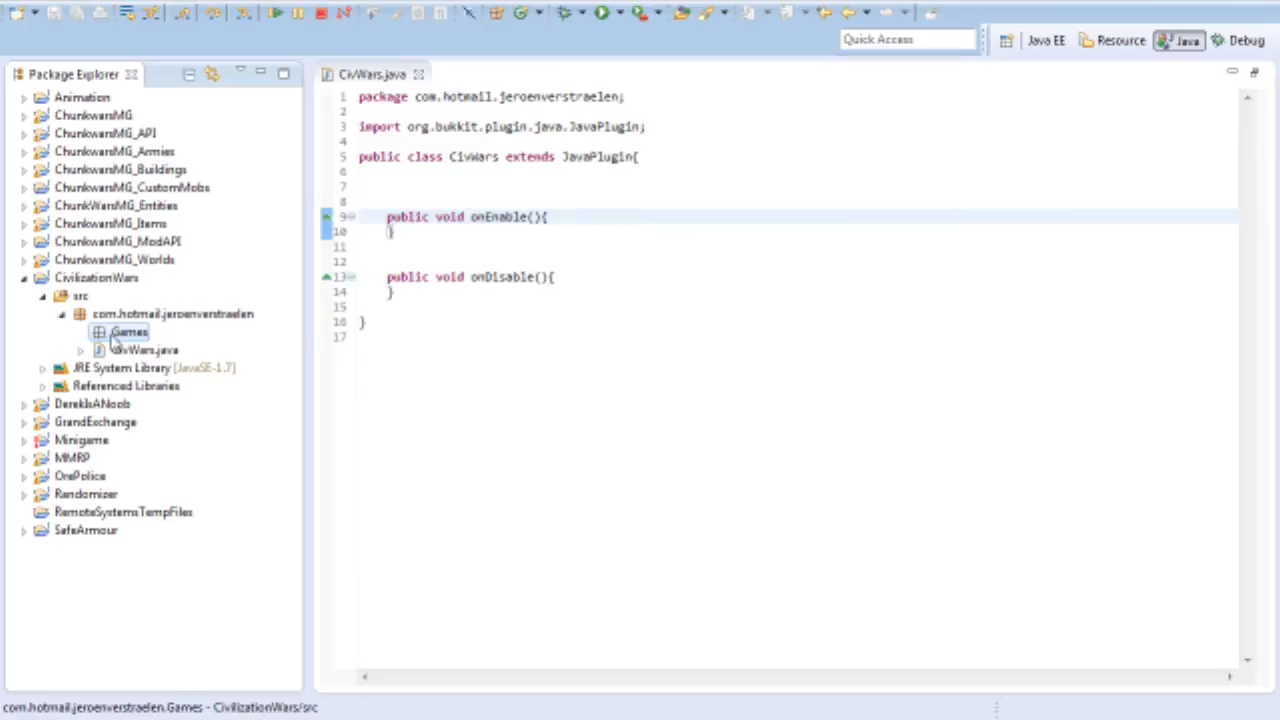 Quick Access
Java EE
Resource
Java
Debug
Package Explorer
Animation
ChunkwarsMG
ChunkwarsMG_API
ChunkwarsMG_Armies
ChunkwarsMG_Buildings
ChunkwarsMG_CustomMobs
ChunkWarsMG_Entities
ChunkwarsMG_Items
ChunkwarsMG_ModAPI
ChunkwarsMG_Worlds
CivilizationWars
src
com.hotmail.jeroenverstraelen
Games
CivWars.java
JRE System Library [JavaSE-1.7]
Referenced Libraries
DerekIsANoob
GrandExchange
Minigame
MMRP
OrePolice
Randomizer
RemoteSystemsTempFiles
SafeArmour
CivWars.java
1 package com.hotmail.jeroenverstraelen;
2
3 import org.bukkit.plugin.java.JavaPlugin;
4
5 public class CivWars extends JavaPlugin{
6
7
8
9 public void onEnable(){
10 }
11
12
13 public void onDisable(){
14 }
15
16 }
17
com.hotmail.jeroenverstraelen.Games - CivilizationWars/src